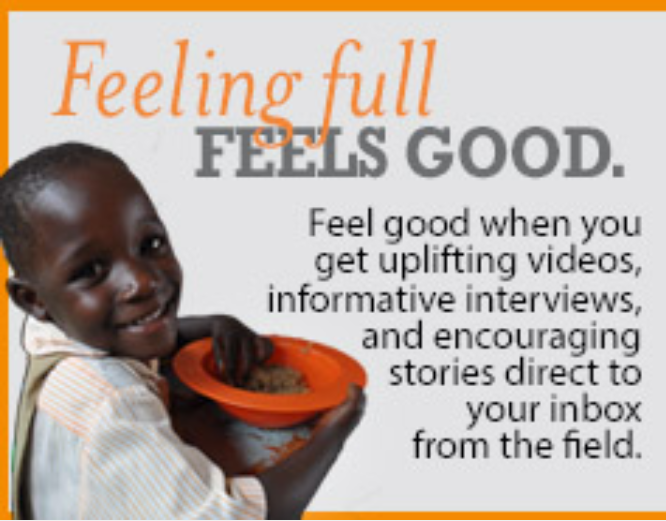 Feeling full
FEELS GOOD.
Feel good when you
get uplifting videos,
informative interviews,
and encouraging
stories direct to
your inbox
from the field.